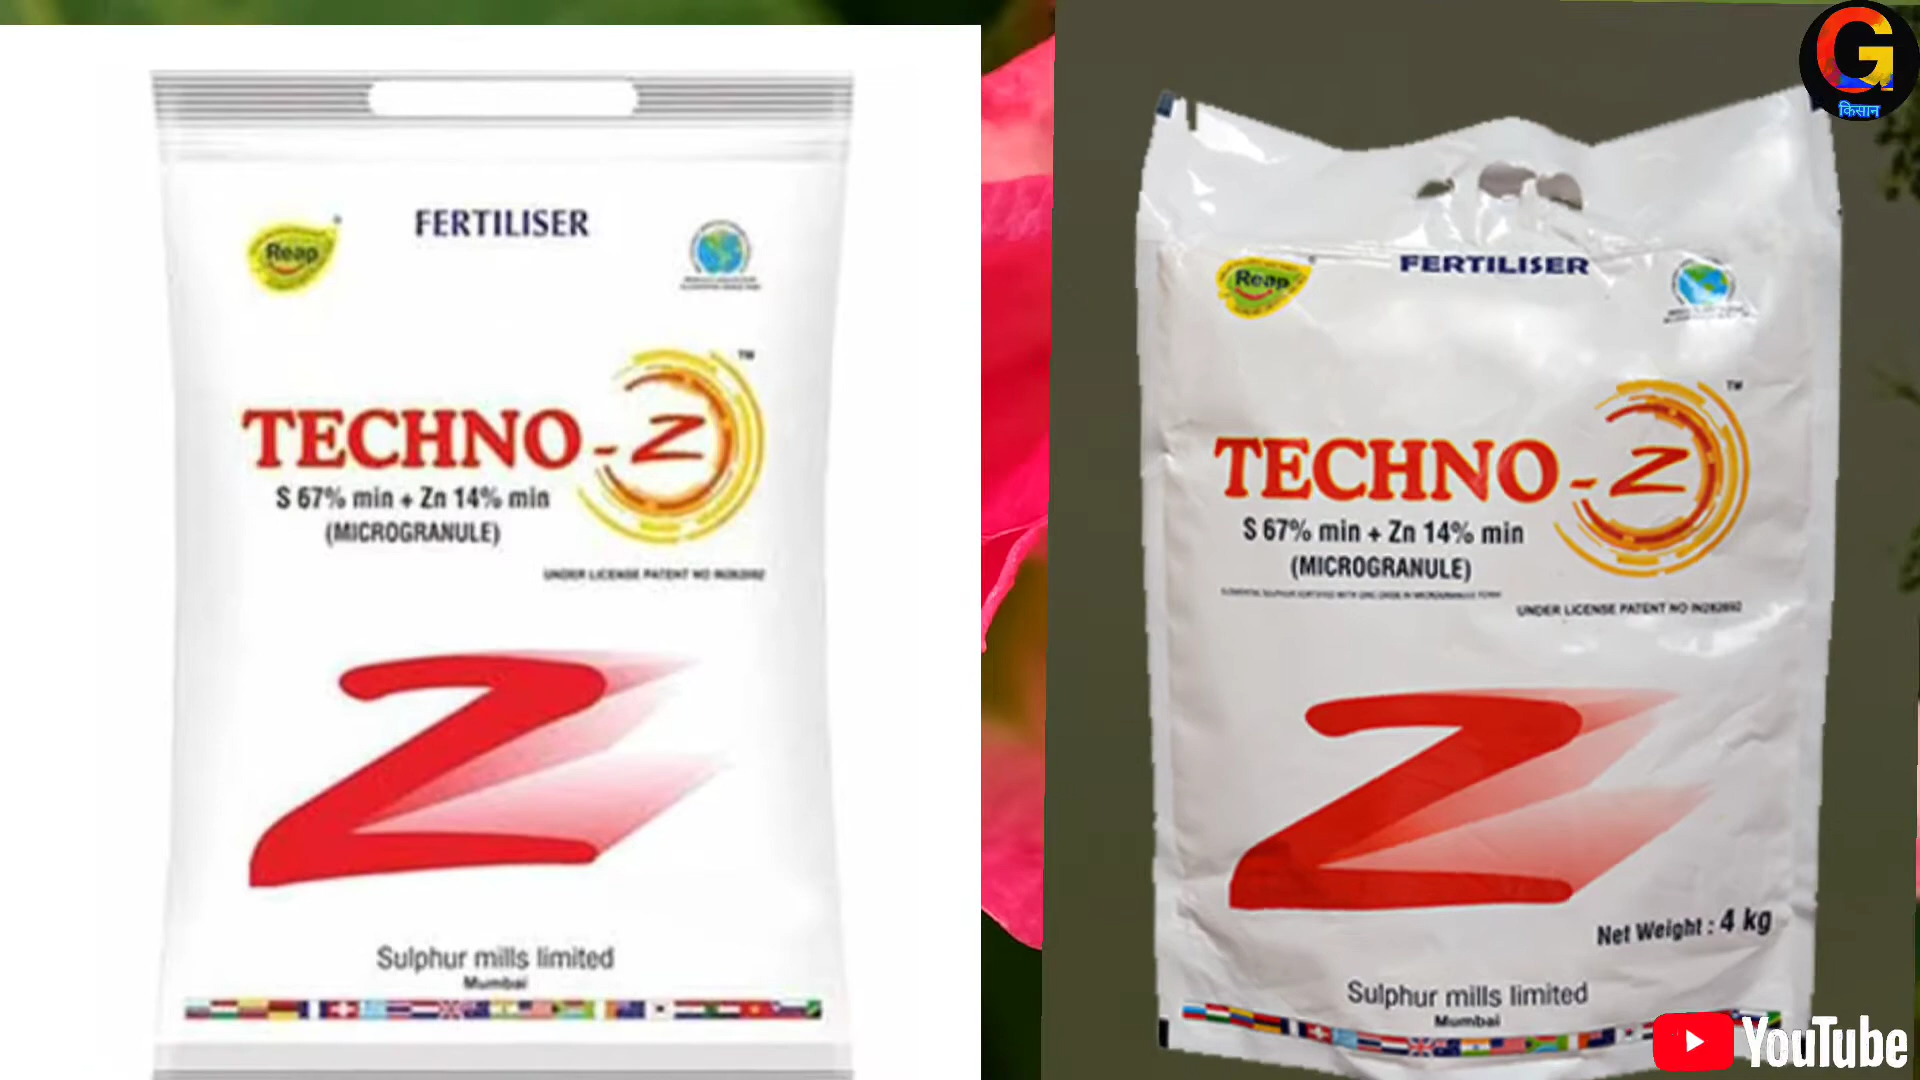 FERTILISER
Reap
TECHNO-Z
TM
S 67% min + Zn 14% min
(MICROGRANULE)
UNDER LICENSE PATENT NO IN282692
Z
Sulphur mills limited
Mumbai
G
किसान
FERTILISER
Reap
TECHNO-Z
TM
S 67% min + Zn 14% min
(MICROGRANULE)
UNDER LICENSE PATENT NO IN282692
Z
Net Weight : 4 kg
Sulphur mills limited
Mumbai
YouTube